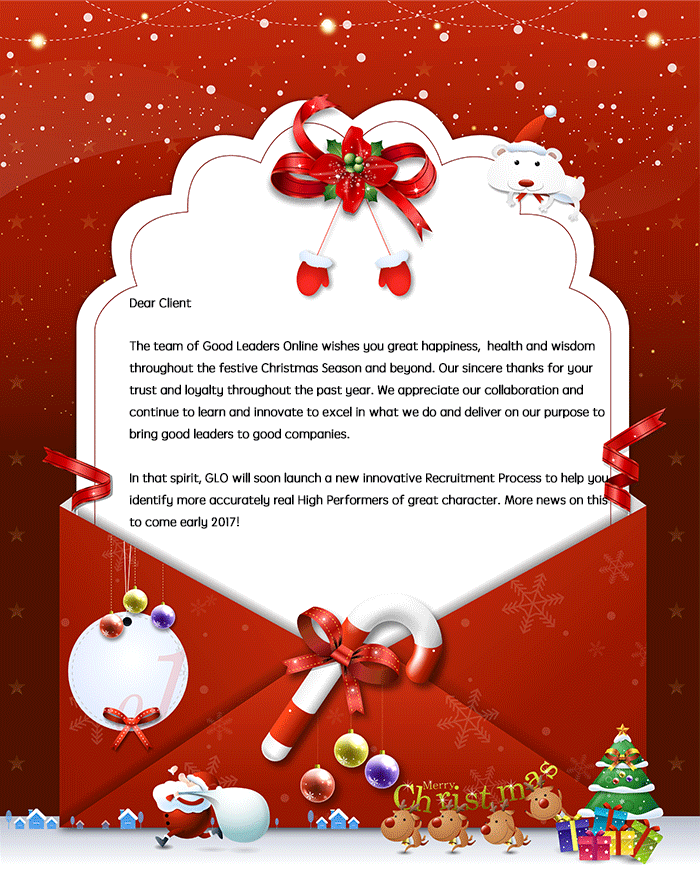 Dear Client
The team of Good Leaders Online wishes you great happiness, health and wisdom
throughout the festive Christmas Season and beyond. Our sincere thanks for your
trust and loyalty throughout the past year. We appreciate our collaboration and
continue to learn and innovate to excel in what we do and deliver on our purpose to
bring good leaders to good companies.
In that spirit, GLO will soon launch a new innovative Recruitment Process to help you
identify more accurately real High Performers of great character. More news on this
to come early 2017!
Merry
Christmas